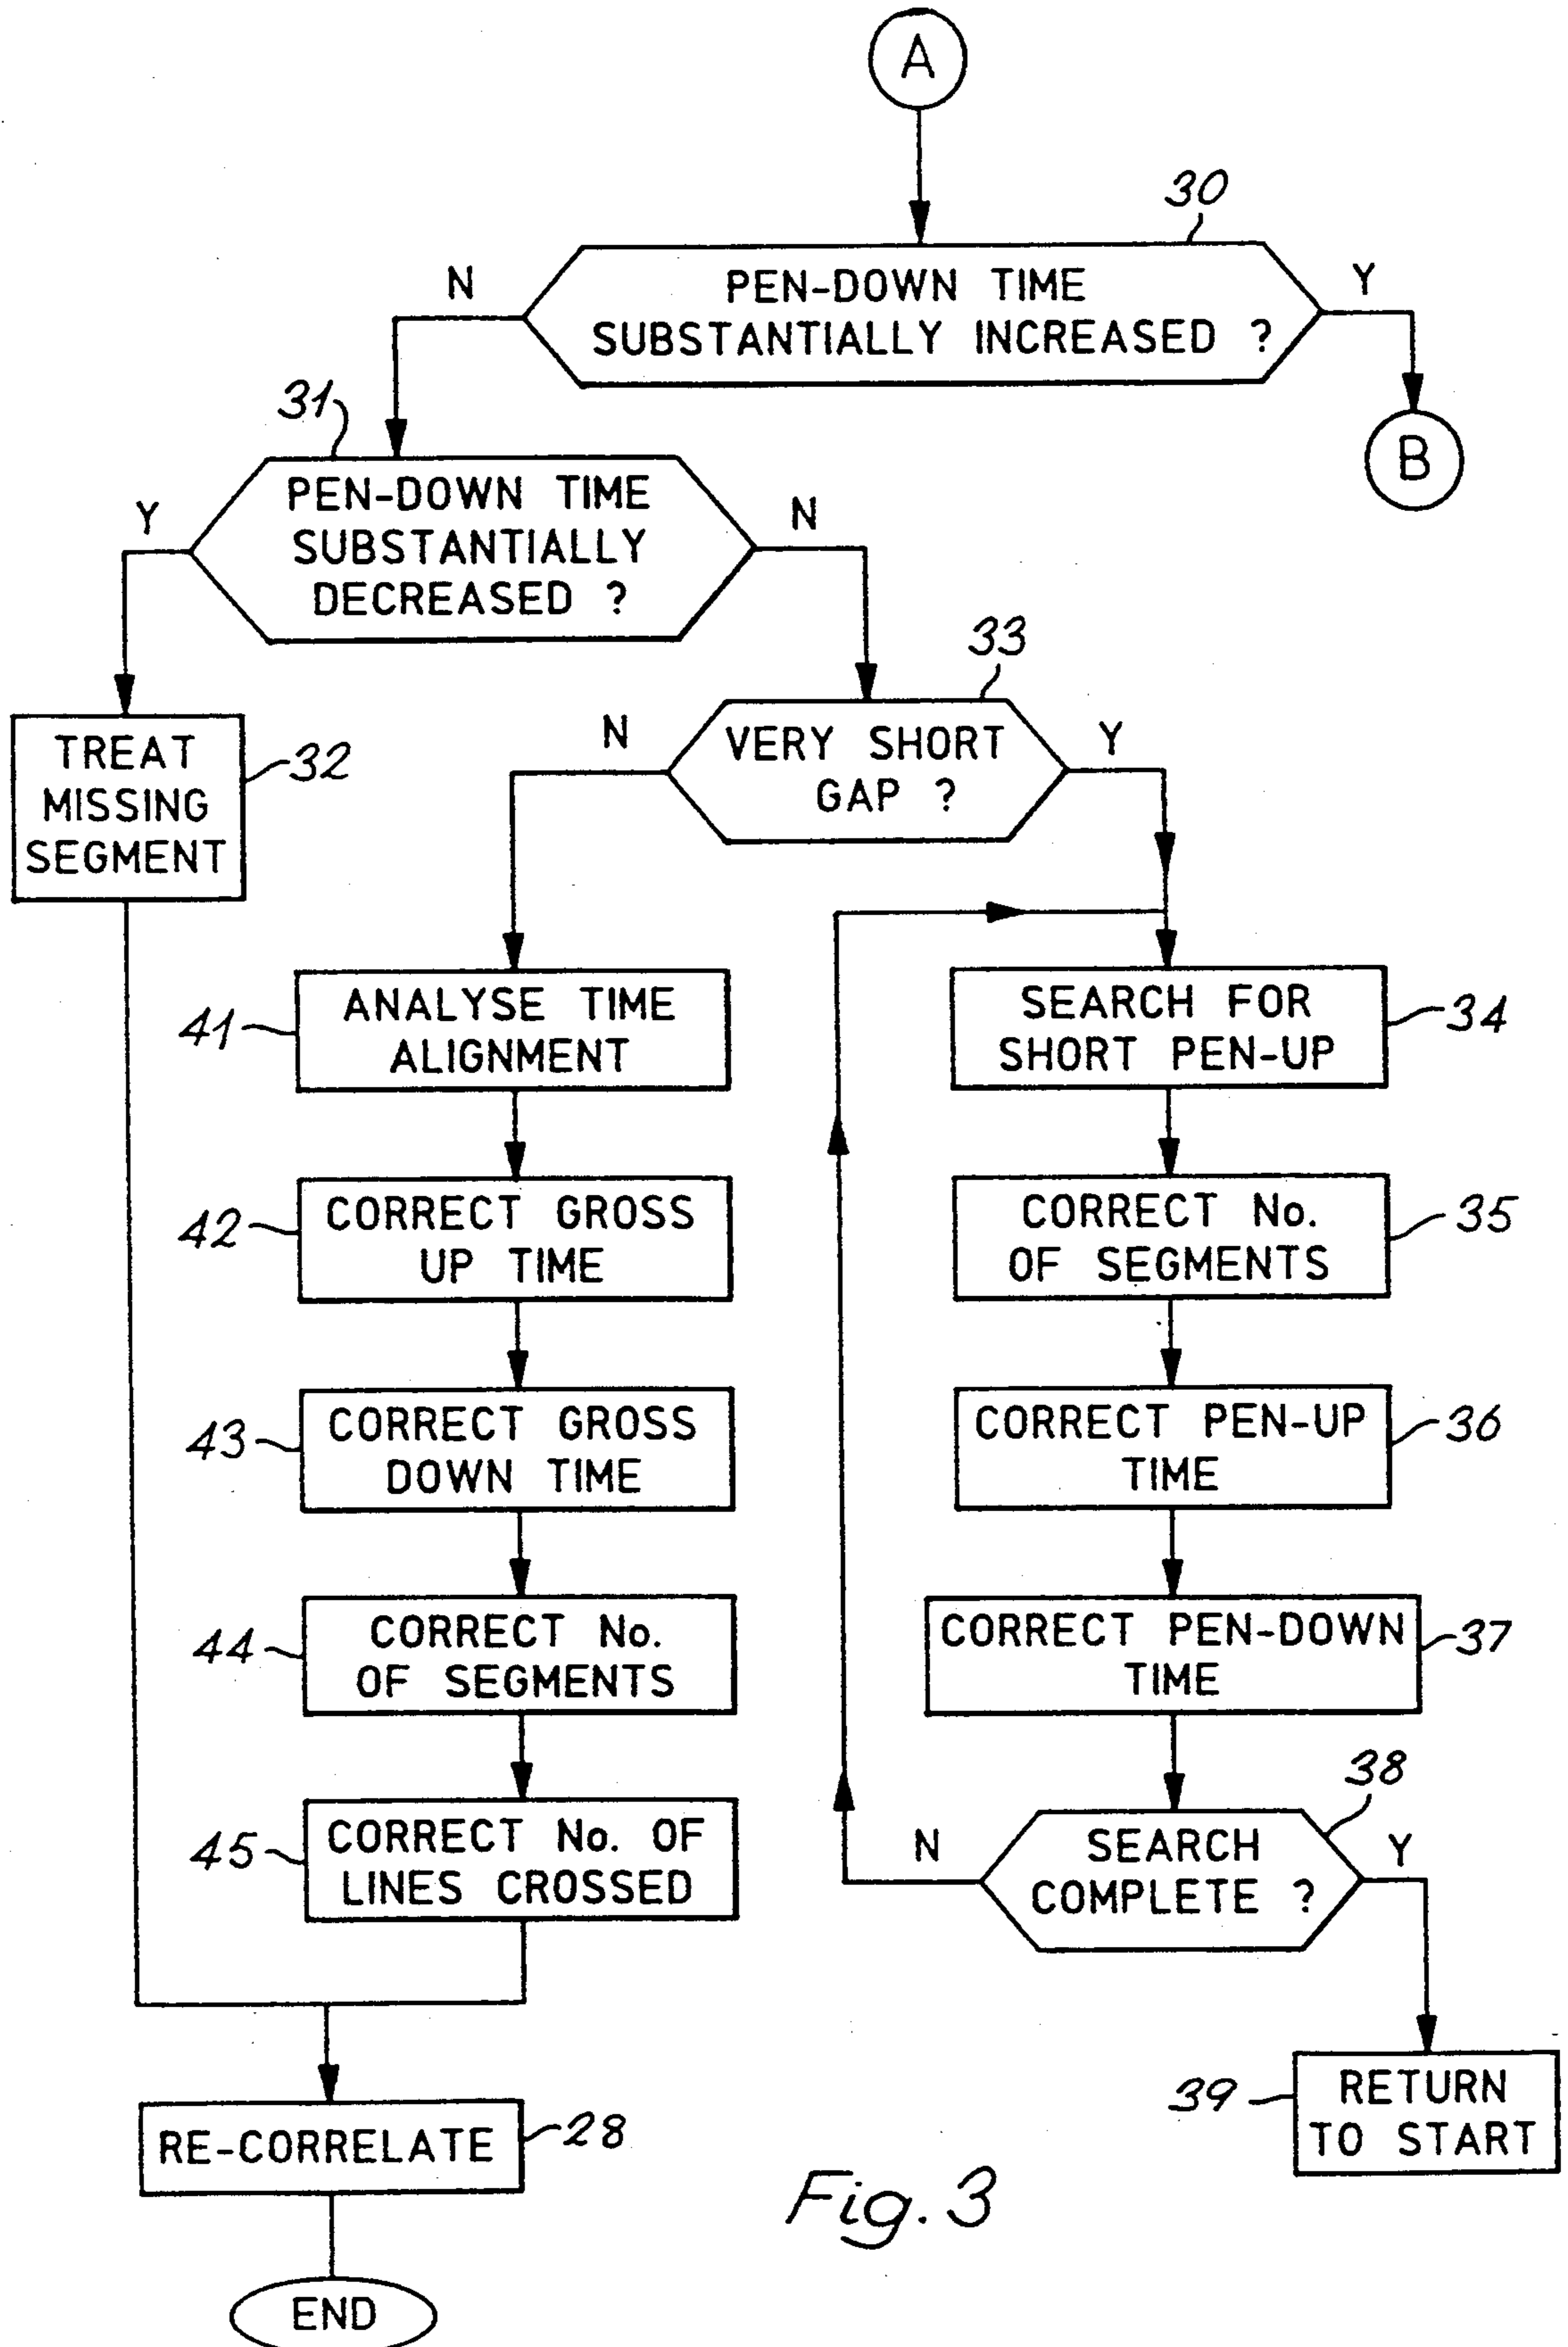 A
30
N
PEN-DOWN TIME
SUBSTANTIALLY INCREASED ?
Y
B
31
Y
PEN-DOWN TIME
SUBSTANTIALLY
DECREASED ?
N
33
TREAT
MISSING
SEGMENT
32
N
VERY SHORT
GAP ?
Y
41
ANALYSE TIME
ALIGNMENT
SEARCH FOR
SHORT PEN-UP
34
42
CORRECT GROSS
UP TIME
CORRECT No.
OF SEGMENTS
35
43
CORRECT GROSS
DOWN TIME
CORRECT PEN-UP
TIME
36
44
CORRECT No.
OF SEGMENTS
CORRECT PEN-DOWN
TIME
37
45
CORRECT No. OF
LINES CROSSED
38
N
SEARCH
COMPLETE ?
Y
39
RETURN
TO START
RE-CORRELATE
28
Fig. 3
END